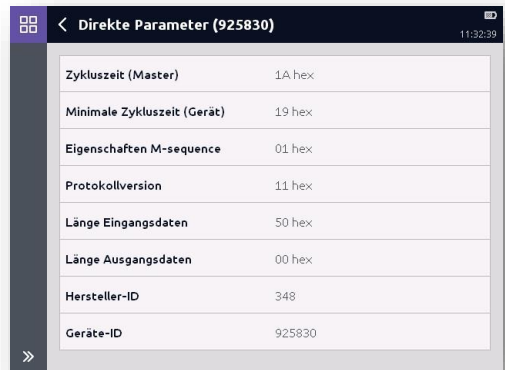 Direkte Parameter (925830)
11:32:39
Zykluszeit (Master) 1A hex
Minimale Zykluszeit (Gerät) 19 hex
Eigenschaften M-sequence 01 hex
Protokollversion 11 hex
Länge Eingangsdaten 50 hex
Länge Ausgangsdaten 00 hex
Hersteller-ID 348
Geräte-ID 925830